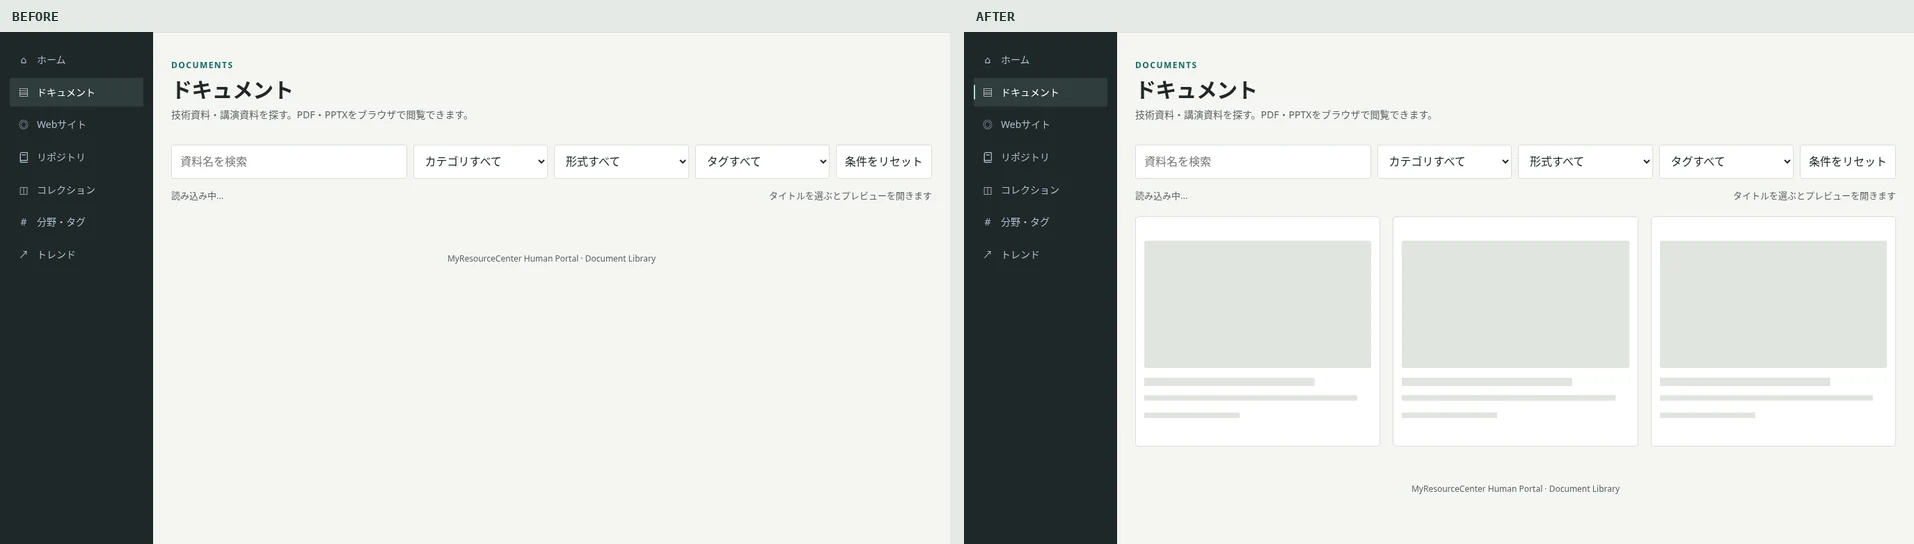 BEFORE
⌂ ホーム
▤ ドキュメント
◎ Webサイト
リポジトリ
◫ コレクション
# 分野・タグ
↗ トレンド
DOCUMENTS
ドキュメント
技術資料・講演資料を探す。PDF・PPTXをブラウザで閲覧できます。
資料名を検索 カテゴリすべて 形式すべて タグすべて 条件をリセット
読み込み中… タイトルを選ぶとプレビューを開きます
MyResourceCenter Human Portal · Document Library
AFTER
⌂ ホーム
▤ ドキュメント
◎ Webサイト
リポジトリ
◫ コレクション
# 分野・タグ
↗ トレンド
DOCUMENTS
ドキュメント
技術資料・講演資料を探す。PDF・PPTXをブラウザで閲覧できます。
資料名を検索 カテゴリすべて 形式すべて タグすべて 条件をリセット
読み込み中… タイトルを選ぶとプレビューを開きます
MyResourceCenter Human Portal · Document Library